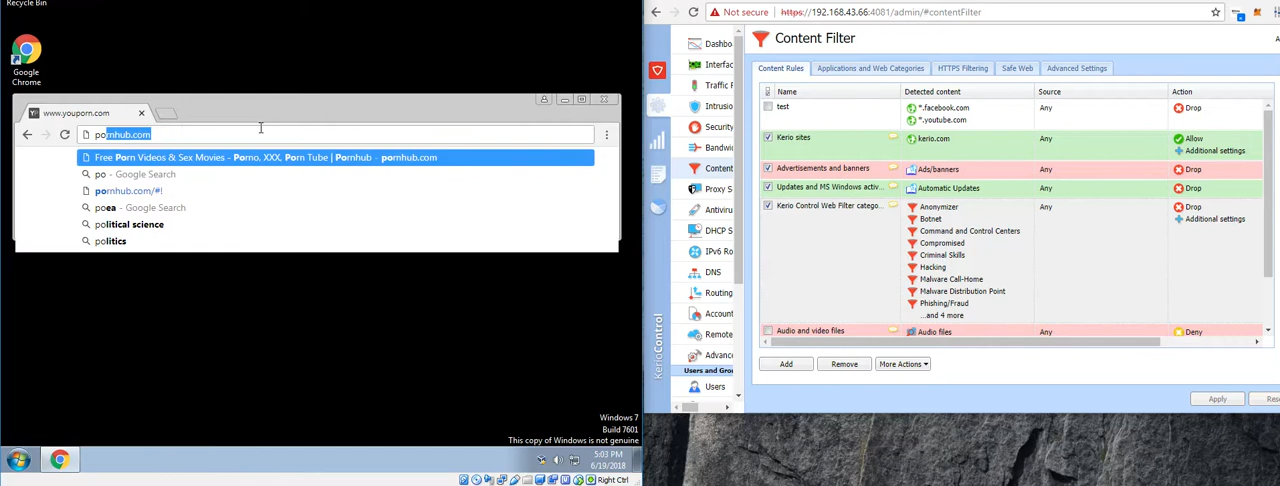 Recycle Bin
Google
Chrome
www.youporn.com
pornhub.com
Free Porn Videos & Sex Movies - Porno, XXX, Porn Tube | Pornhub - pornhub.com
po - Google Search
pornhub.com/#!
poea - Google Search
political science
politics
Windows 7
Build 7601
This copy of Windows is not genuine
5:03 PM
6/19/2018
Right Ctrl
Not secure
https://192.168.43.66:4081/admin/#contentFilter
KerioControl
Dashbo
Interfac
Traffic R
Intrusio
Security
Bandwi
Content
Proxy S
Antiviru
DHCP S
IPv6 Ro
DNS
Routing
Account
Remote
Advanc
Users and Grou
Users
Content Filter
Content Rules
Applications and Web Categories
HTTPS Filtering
Safe Web
Advanced Settings
Name
Detected content
Source
Action
test
*.facebook.com
Any
Drop
*.youtube.com
Kerio sites
kerio.com
Any
Allow
Additional settings
Advertisements and banners
Ads/banners
Any
Drop
Updates and MS Windows activ...
Automatic Updates
Any
Drop
Kerio Control Web Filter catego...
Anonymizer
Any
Drop
Botnet
Additional settings
Command and Control Centers
Compromised
Criminal Skills
Hacking
Malware Call-Home
Malware Distribution Point
Phishing/Fraud
...and 4 more
Audio and video files
Audio files
Any
Deny
Add
Remove
More Actions
Apply
Rese